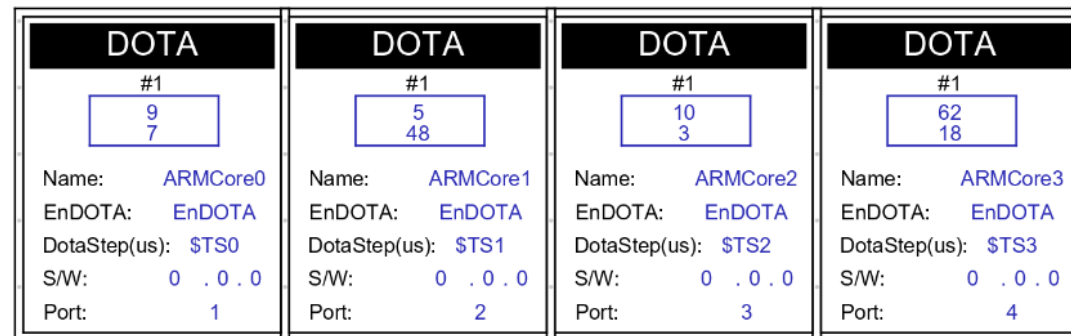 DOTA
#1
9
7
Name: ARMCore0
EnDOTA: EnDOTA
DotaStep(us): $TS0
S/W: 0 .0.0
Port: 1
DOTA
#1
5
48
Name: ARMCore1
EnDOTA: EnDOTA
DotaStep(us): $TS1
S/W: 0 .0.0
Port: 2
DOTA
#1
10
3
Name: ARMCore2
EnDOTA: EnDOTA
DotaStep(us): $TS2
S/W: 0 .0.0
Port: 3
DOTA
#1
62
18
Name: ARMCore3
EnDOTA: EnDOTA
DotaStep(us): $TS3
S/W: 0 .0.0
Port: 4